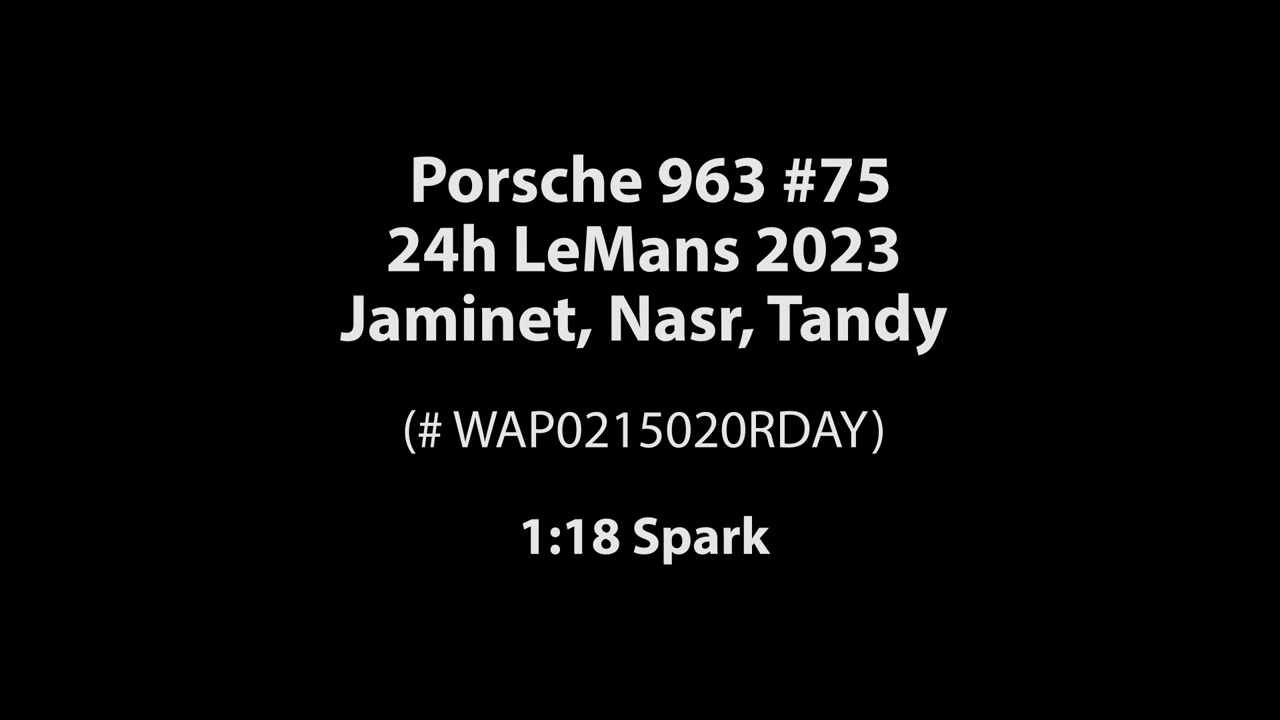 Porsche 963 #75
24h LeMans 2023
Jaminet, Nasr, Tandy
(# WAP0215020RDAY)
1:18 Spark